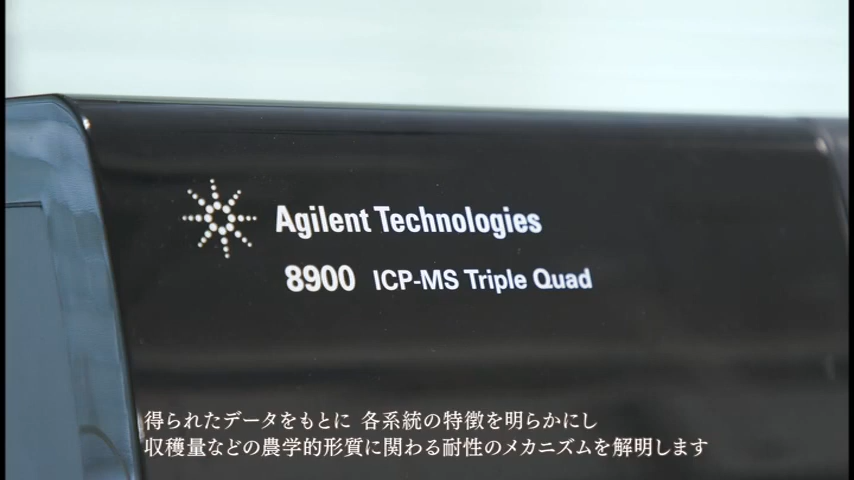 Agilent Technologies
8900 ICP-MS Triple Quad
得られたデータをもとに 各系統の特徴を明らかにし
収穫量などの農学的形質に関わる耐性のメカニズムを解明します